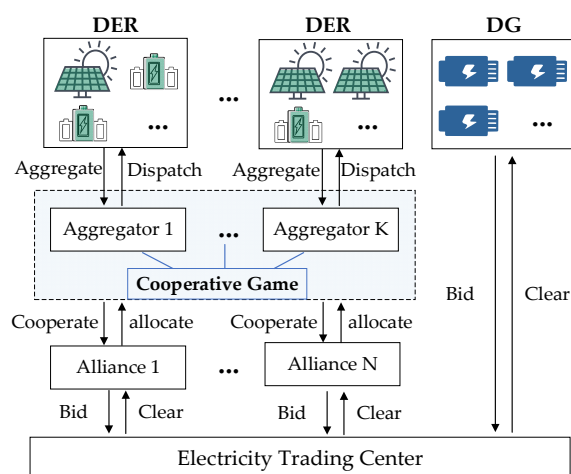 DER DER DG
... ... ... ... ...
Aggregate Dispatch Aggregate Dispatch
Aggregator 1 ... Aggregator K
Cooperative Game
Bid Clear
Cooperate allocate Cooperate allocate
Alliance 1 ... Alliance N
Bid Clear Bid Clear
Electricity Trading Center